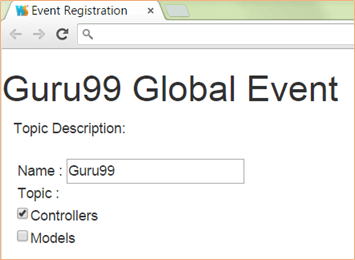 Event Registration
Guru99 Global Event
Topic Description:
Name : Guru99
Topic :
Controllers
Models